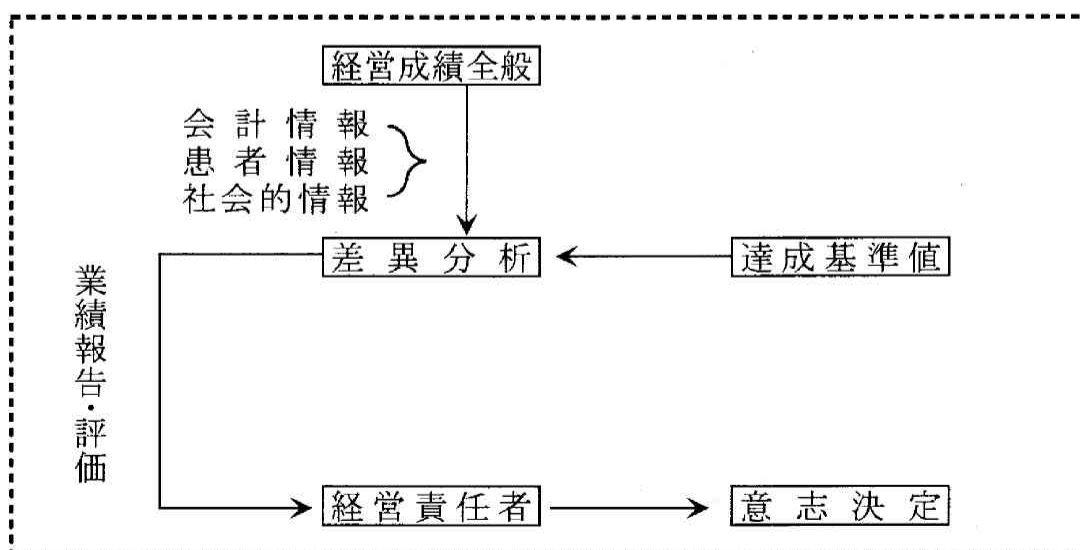 経営成績全般
会計情報
患者情報
社会的情報
差異分析
達成基準値
業績報告・評価
経営責任者
意志決定